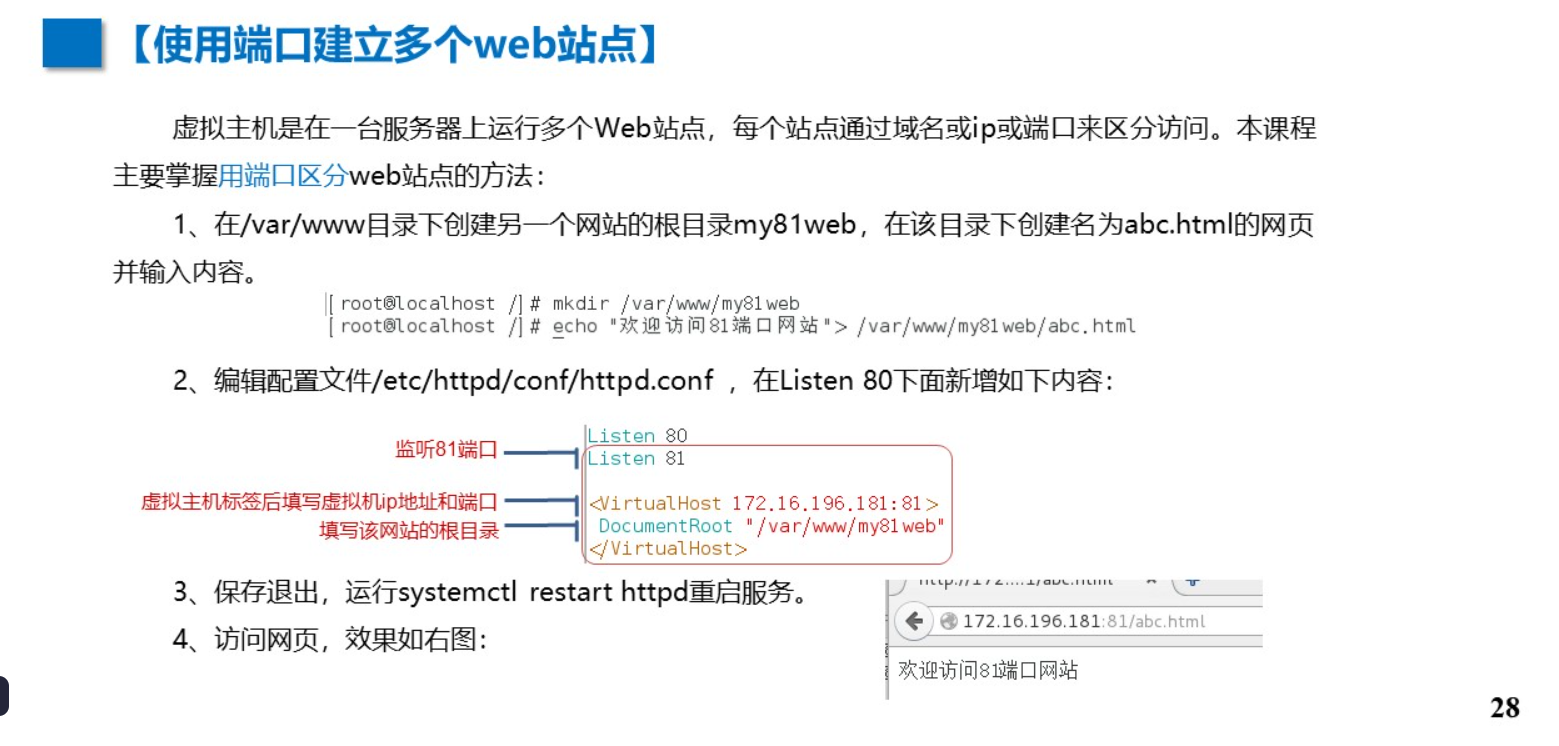 【使用端口建立多个web站点】
虚拟主机是在一台服务器上运行多个Web站点，每个站点通过域名或ip或端口来区分访问。本课程
主要掌握用端口区分web站点的方法：
1、在/var/www目录下创建另一个网站的根目录my81web，在该目录下创建名为abc.html的网页
并输入内容。
[root@localhost /]# mkdir /var/www/my81web
[root@localhost /]# echo "欢迎访问81端口网站"> /var/www/my81web/abc.html
2、编辑配置文件/etc/httpd/conf/httpd.conf ，在Listen 80下面新增如下内容：
Listen 80
监听81端口
Listen 81
虚拟主机标签后填写虚拟机ip地址和端口
<VirtualHost 172.16.196.181:81>
填写该网站的根目录
DocumentRoot "/var/www/my81web"
</VirtualHost>
3、保存退出，运行systemctl restart httpd重启服务。
4、访问网页，效果如右图：
http://172....1/abc.html
172.16.196.181:81/abc.html
欢迎访问81端口网站
28